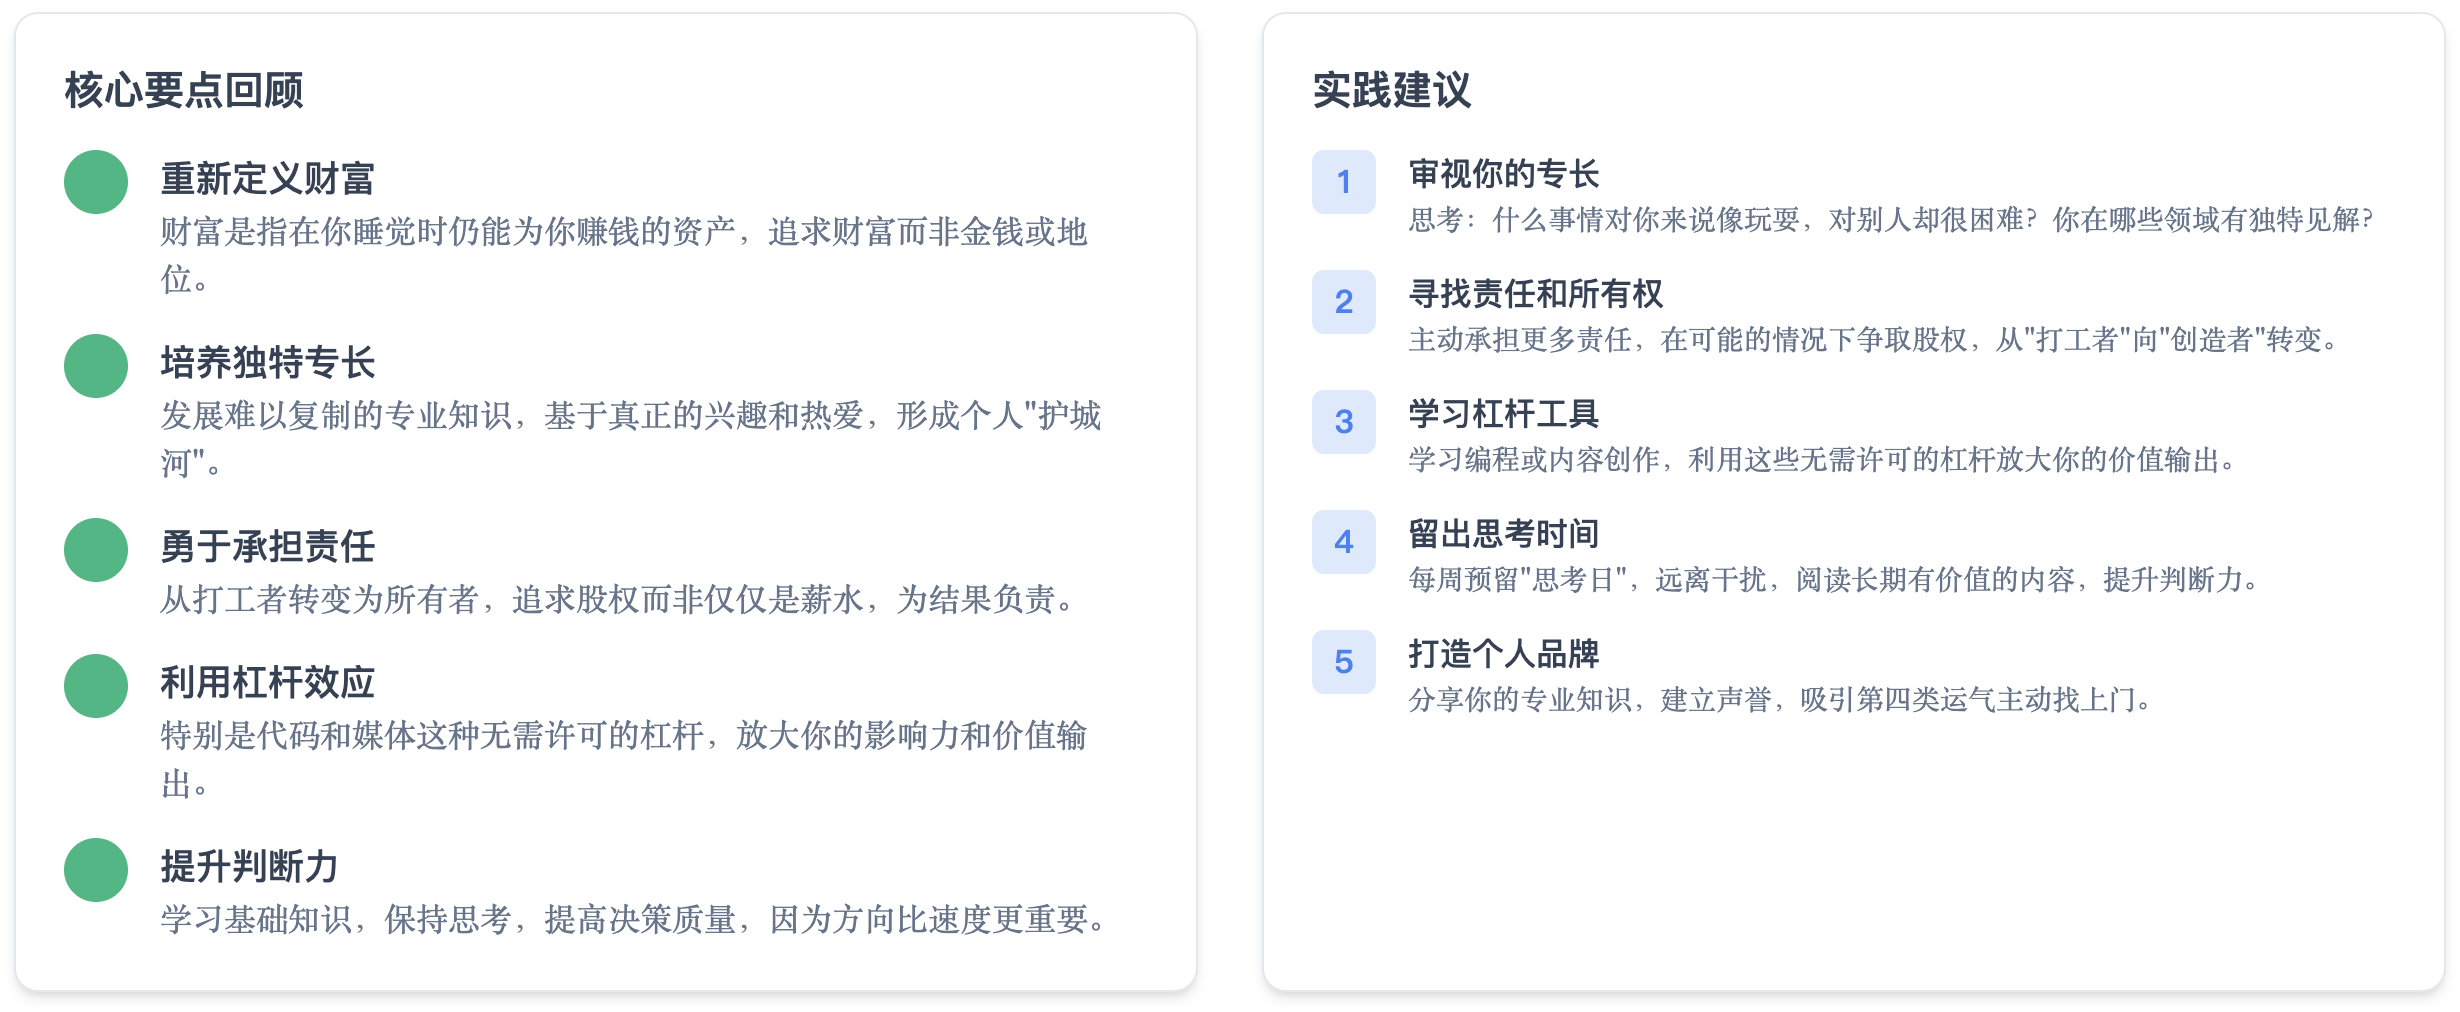 核心要点回顾
重新定义财富
财富是指在你睡觉时仍能为你赚钱的资产，追求财富而非金钱或地
位。
培养独特专长
发展难以复制的专业知识，基于真正的兴趣和热爱，形成个人"护城
河"。
勇于承担责任
从打工者转变为所有者，追求股权而非仅仅是薪水，为结果负责。
利用杠杆效应
特别是代码和媒体这种无需许可的杠杆，放大你的影响力和价值输
出。
提升判断力
学习基础知识，保持思考，提高决策质量，因为方向比速度更重要。
实践建议
1
审视你的专长
思考：什么事情对你来说像玩耍，对别人却很困难？你在哪些领域有独特见解？
2
寻找责任和所有权
主动承担更多责任，在可能的情况下争取股权，从"打工者"向"创造者"转变。
3
学习杠杆工具
学习编程或内容创作，利用这些无需许可的杠杆放大你的价值输出。
4
留出思考时间
每周预留"思考日"，远离干扰，阅读长期有价值的内容，提升判断力。
5
打造个人品牌
分享你的专业知识，建立声誉，吸引第四类运气主动找上门。